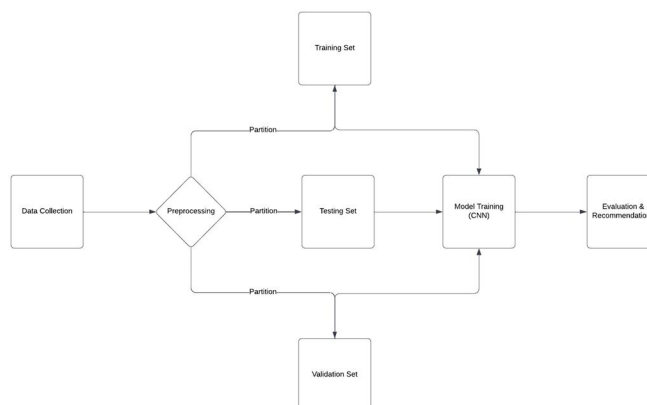 Training Set
Partition
Data Collection
Preprocessing
Partition
Testing Set
Model Training
(CNN)
Evaluation &
Partition
Validation Set